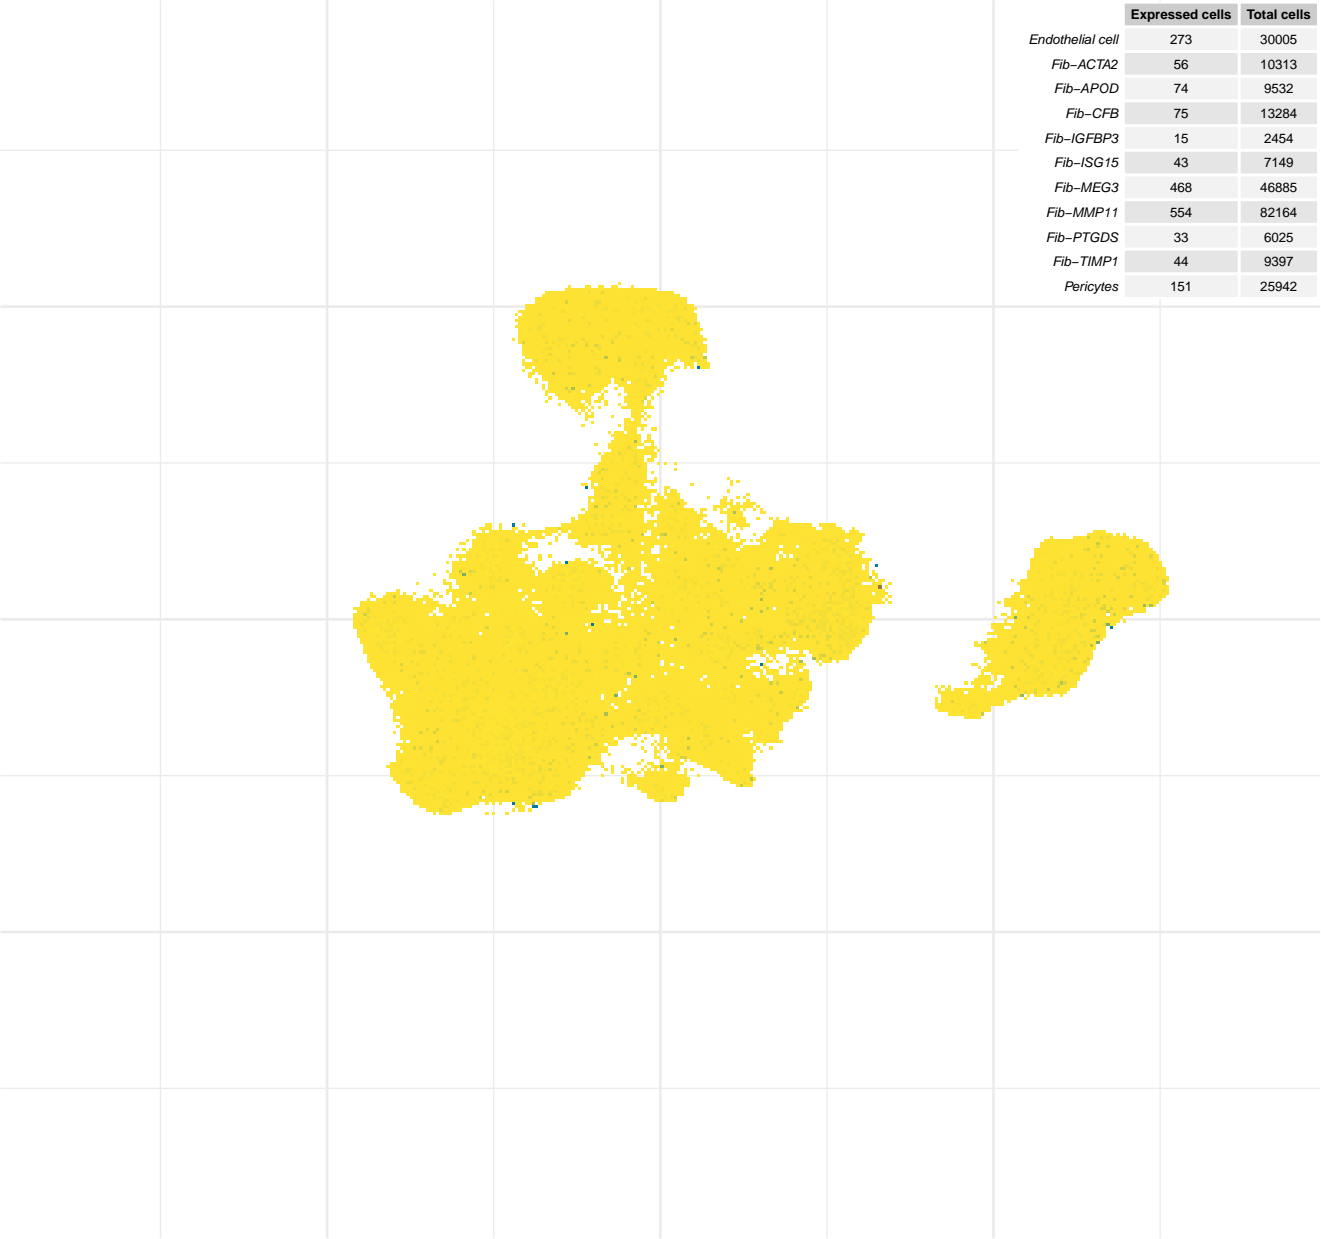 Expressed cells Total cells
Endothelial cell 273 30005
Fib−ACTA2 56 10313
Fib−APOD 74 9532
Fib−CFB 75 13284
Fib−IGFBP3 15 2454
Fib−ISG15 43 7149
Fib−MEG3 468 46885
Fib−MMP11 554 82164
Fib−PTGDS 33 6025
Fib−TIMP1 44 9397
Pericytes 151 25942